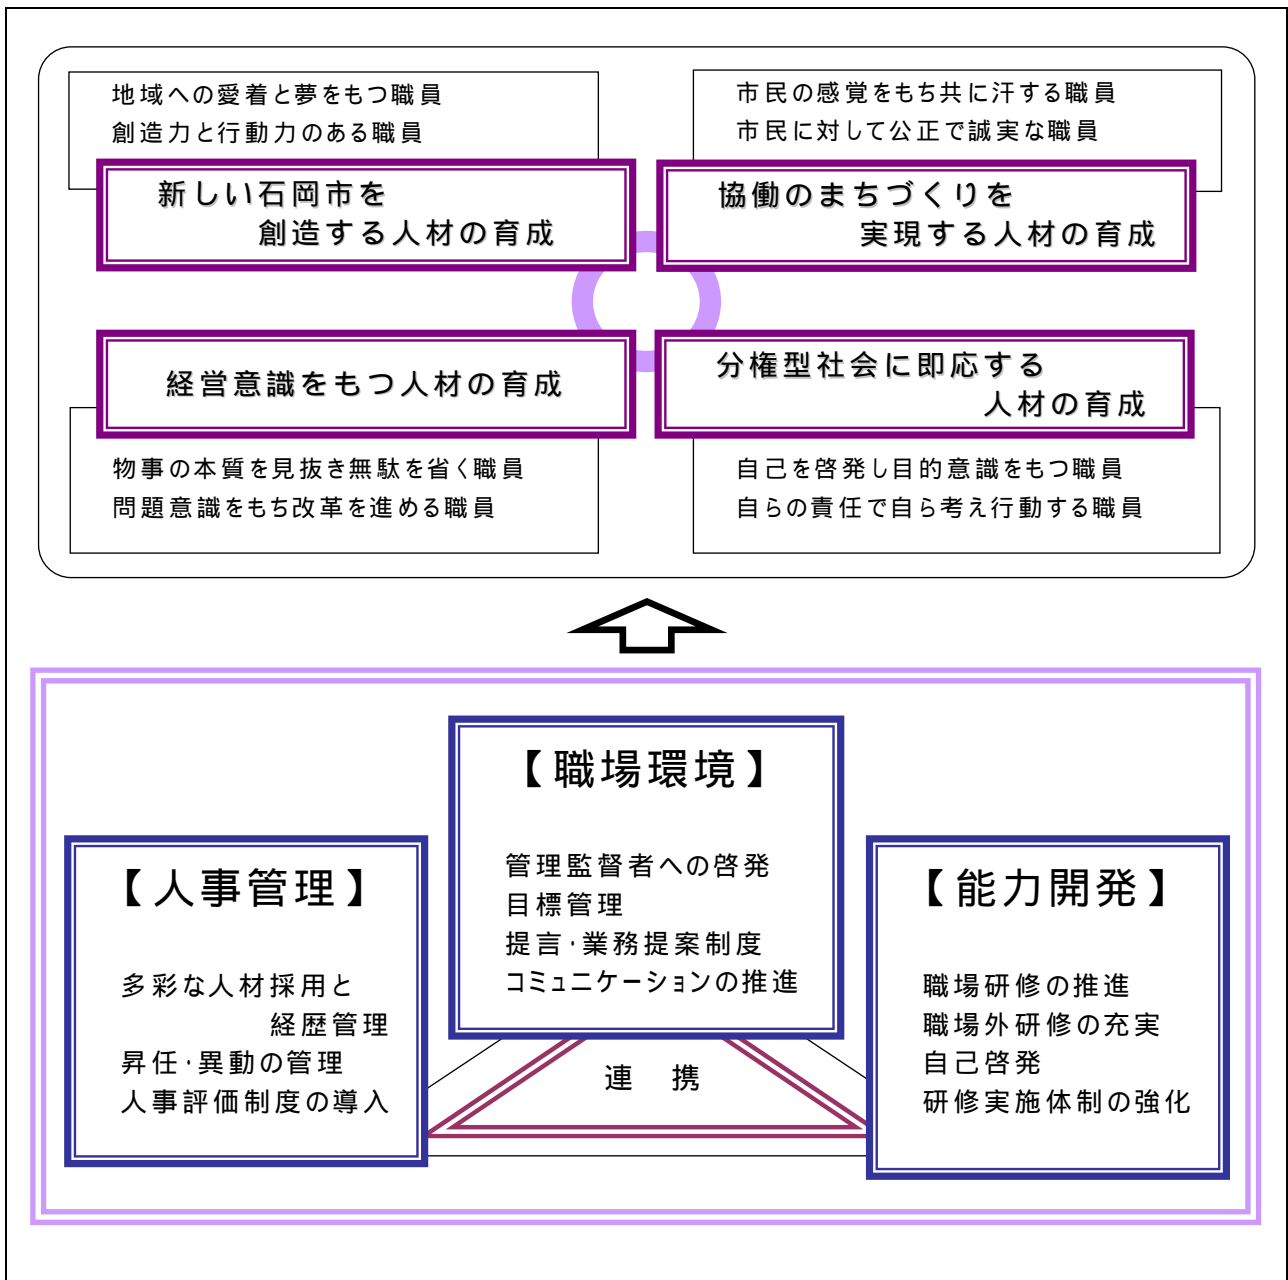 地域への愛着と夢をもつ職員
創造力と行動力のある職員
新しい石岡市を
創造する人材の育成
市民の感覚をもち共に汗する職員
市民に対して公正で誠実な職員
協働のまちづくりを
実現する人材の育成
経営意識をもつ人材の育成
物事の本質を見抜き無駄を省く職員
問題意識をもち改革を進める職員
分権型社会に即応する
人材の育成
自己を啓発し目的意識をもつ職員
自らの責任で自ら考え行動する職員
【職場環境】
管理監督者への啓発
目標管理
提言・業務提案制度
コミュニケーションの推進
【人事管理】
多彩な人材採用と
経歴管理
昇任・異動の管理
人事評価制度の導入
連 携
【能力開発】
職場研修の推進
職場外研修の充実
自己啓発
研修実施体制の強化